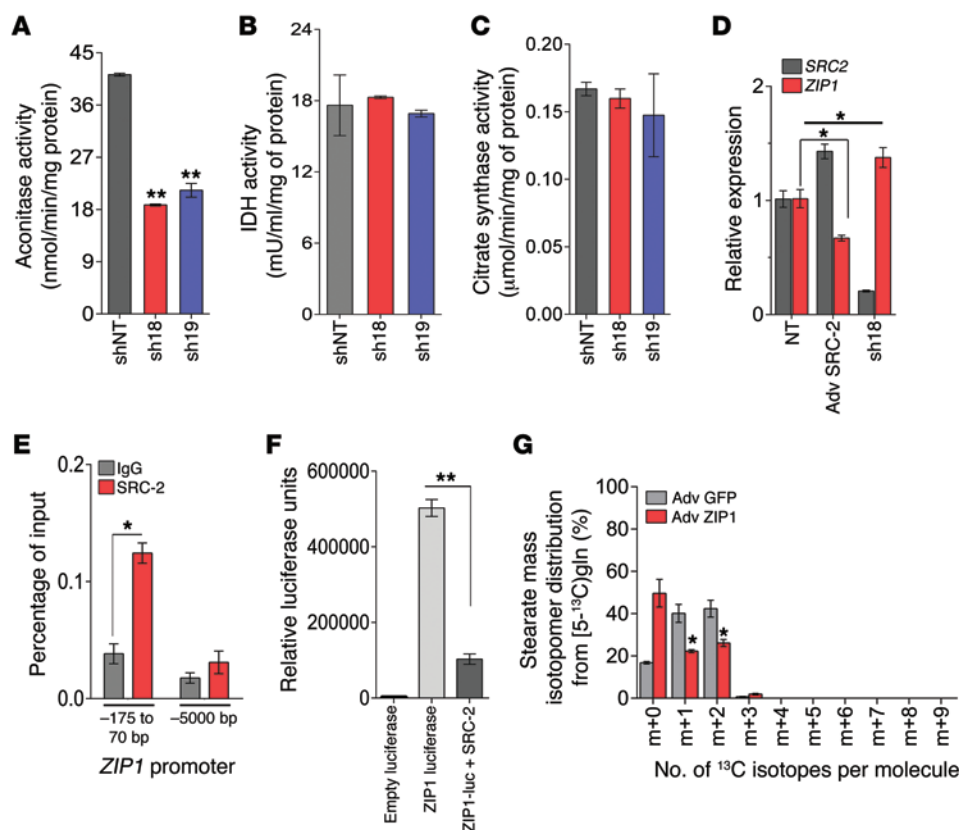 A
Aconitase activity
(nmol/min/mg protein)
45
36
27
18
9
0
**
**
shNT
sh18
sh19
B
IDH activity
(mU/ml/mg of protein)
24
18
12
6
0
shNT
sh18
sh19
C
Citrate synthase activity
(µmol/min/mg of protein)
0.20
0.15
0.10
0.05
0.00
shNT
sh18
sh19
D
SRC2
ZIP1
Relative expression
2
1
0
*
*
NT
Adv SRC-2
sh18
E
IgG
SRC-2
Percentage of input
0.2
0.1
0.0
*
–175 to
70 bp
–5000 bp
ZIP1 promoter
F
Relative luciferase units
600000
400000
200000
0
**
Empty luciferase
ZIP1 luciferase
ZIP1-luc + SRC-2
G
Stearate mass
isotopomer distribution
from [5-¹³C)gln (%)
100
80
60
40
20
0
Adv GFP
Adv ZIP1
*
*
m+0
m+1
m+2
m+3
m+4
m+5
m+6
m+7
m+8
m+9
No. of ¹³C isotopes per molecule